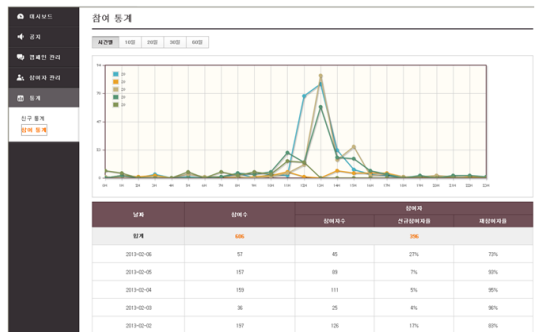 대시보드
공지
캠페인 관리
참여자 관리
통계
인구 통계
참여 통계
참여 통계
시간별 10일 20일 30일 60일
날짜 참여수 참여자
참여자수 신규참여자율 재참여자율
합계 686 398
2013-02-06 57 45 27% 73%
2013-02-05 157 89 7% 93%
2013-02-04 159 111 5% 95%
2013-02-03 36 25 4% 96%
2013-02-02 197 128 17% 83%